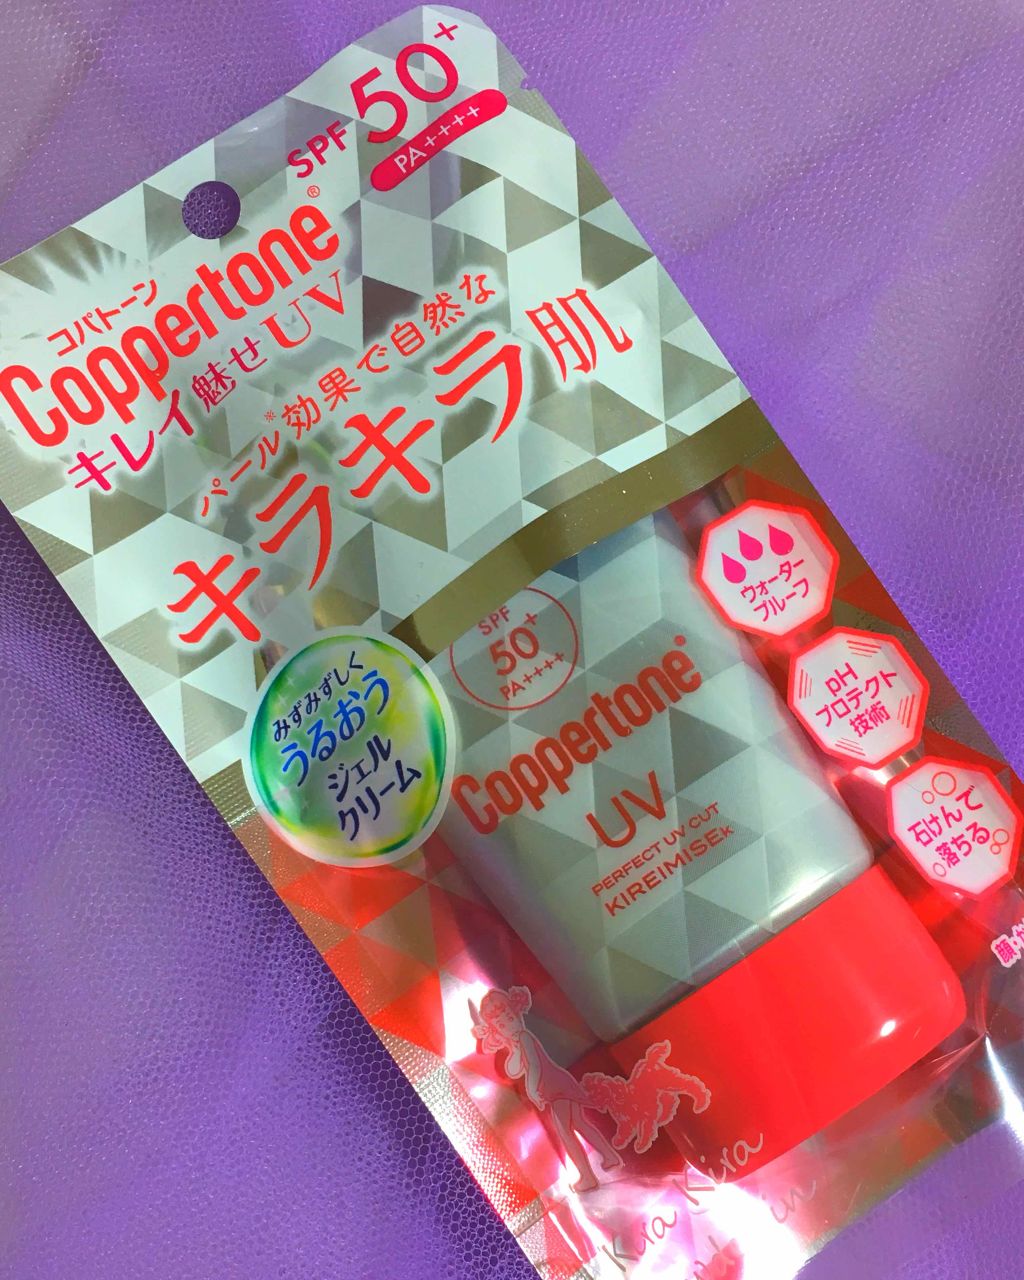 SPF 50+
PA++++
コパトーン
Coppertone®
キレイ魅せUV
パール※効果で自然な
キラキラ肌
ウォーター
プルーフ
pH
プロテクト
技術
石けんで
落ちる
みずみずしく
うるおう
ジェル
クリーム
SPF
50+
PA++++
Coppertone®
UV
PERFECT UV CUT
KIREIMISEk
顔・
Kira Kira
in